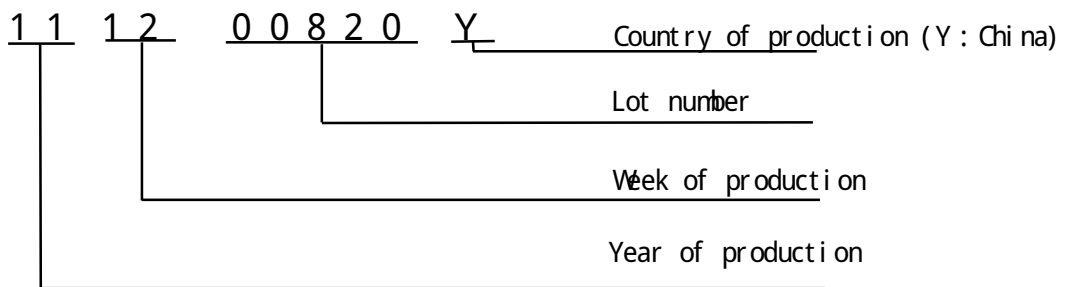 11 12 00820 Y Country of production (Y : China)
Lot number
Week of production
Year of production